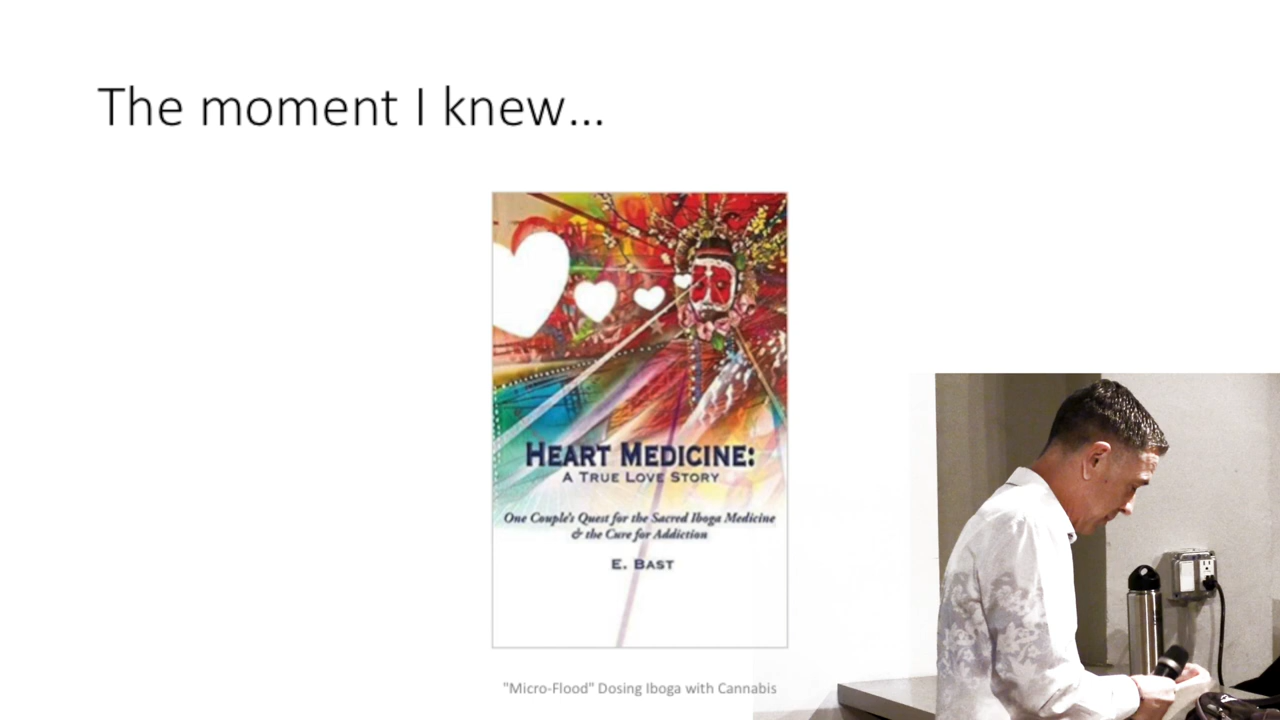 The moment I knew...
HEART MEDICINE:
A TRUE LOVE STORY
One Couple's Quest for the Sacred Iboga Medicine
& the Cure for Addiction
E. BAST
"Micro-Flood" Dosing Iboga with Cannabis